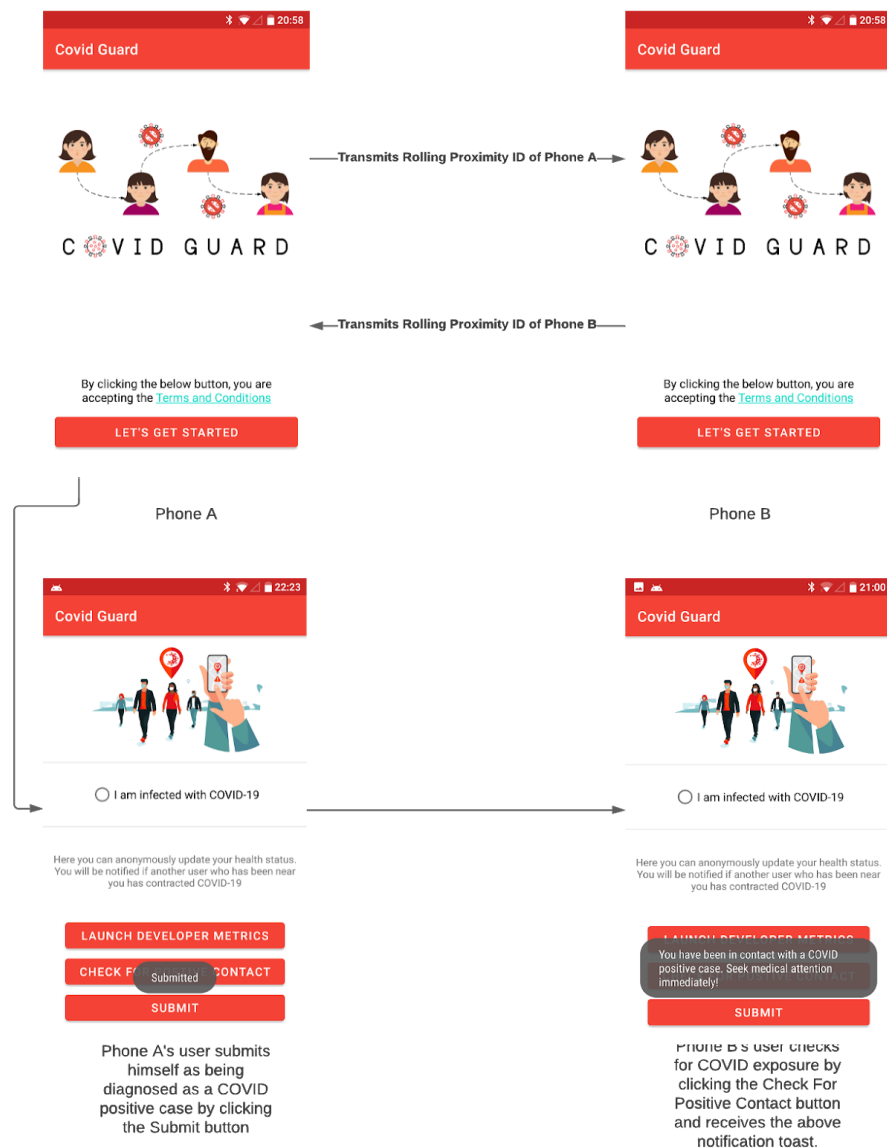 20:58
Covid Guard
20:58
Covid Guard
Transmits Rolling Proximity ID of Phone A
COVID GUARD
COVID GUARD
Transmits Rolling Proximity ID of Phone B
By clicking the below button, you are
accepting the Terms and Conditions
LET'S GET STARTED
By clicking the below button, you are
accepting the Terms and Conditions
LET'S GET STARTED
Phone A
Phone B
22:23
Covid Guard
I am infected with COVID-19
Here you can anonymously update your health status.
You will be notified if another user who has been near
you has contracted COVID-19
LAUNCH DEVELOPER METRICS
CHECK FOR CONTACT
Submitted
SUBMIT
Phone A's user submits
himself as being
diagnosed as a COVID
positive case by clicking
the Submit button
21:00
Covid Guard
I am infected with COVID-19
Here you can anonymously update your health status.
You will be notified if another user who has been near
you has contracted COVID-19
LAUNCH DEVELOPER METRICS
You have been in contact with a COVID
positive case. Seek medical attention
immediately!
SUBMIT
Phone B's user checks
for COVID exposure by
clicking the Check For
Positive Contact button
and receives the above
notification toast.